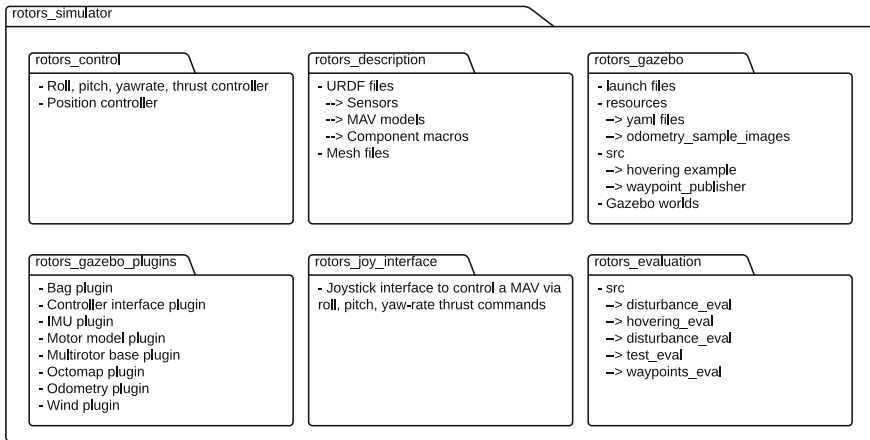 rotors_simulator
rotors_control
- Roll, pitch, yawrate, thrust controller
- Position controller
rotors_description
- URDF files
--> Sensors
--> MAV models
--> Component macros
- Mesh files
rotors_gazebo
- launch files
- resources
–> yaml files
–> odometry_sample_images
- src
–> hovering example
–> waypoint_publisher
- Gazebo worlds
rotors_gazebo_plugins
- Bag plugin
- Controller interface plugin
- IMU plugin
- Motor model plugin
- Multirotor base plugin
- Octomap plugin
- Odometry plugin
- Wind plugin
rotors_joy_interface
- Joystick interface to control a MAV via
roll, pitch, yaw-rate thrust commands
rotors_evaluation
- src
–> disturbance_eval
–> hovering_eval
–> disturbance_eval
–> test_eval
–> waypoints_eval